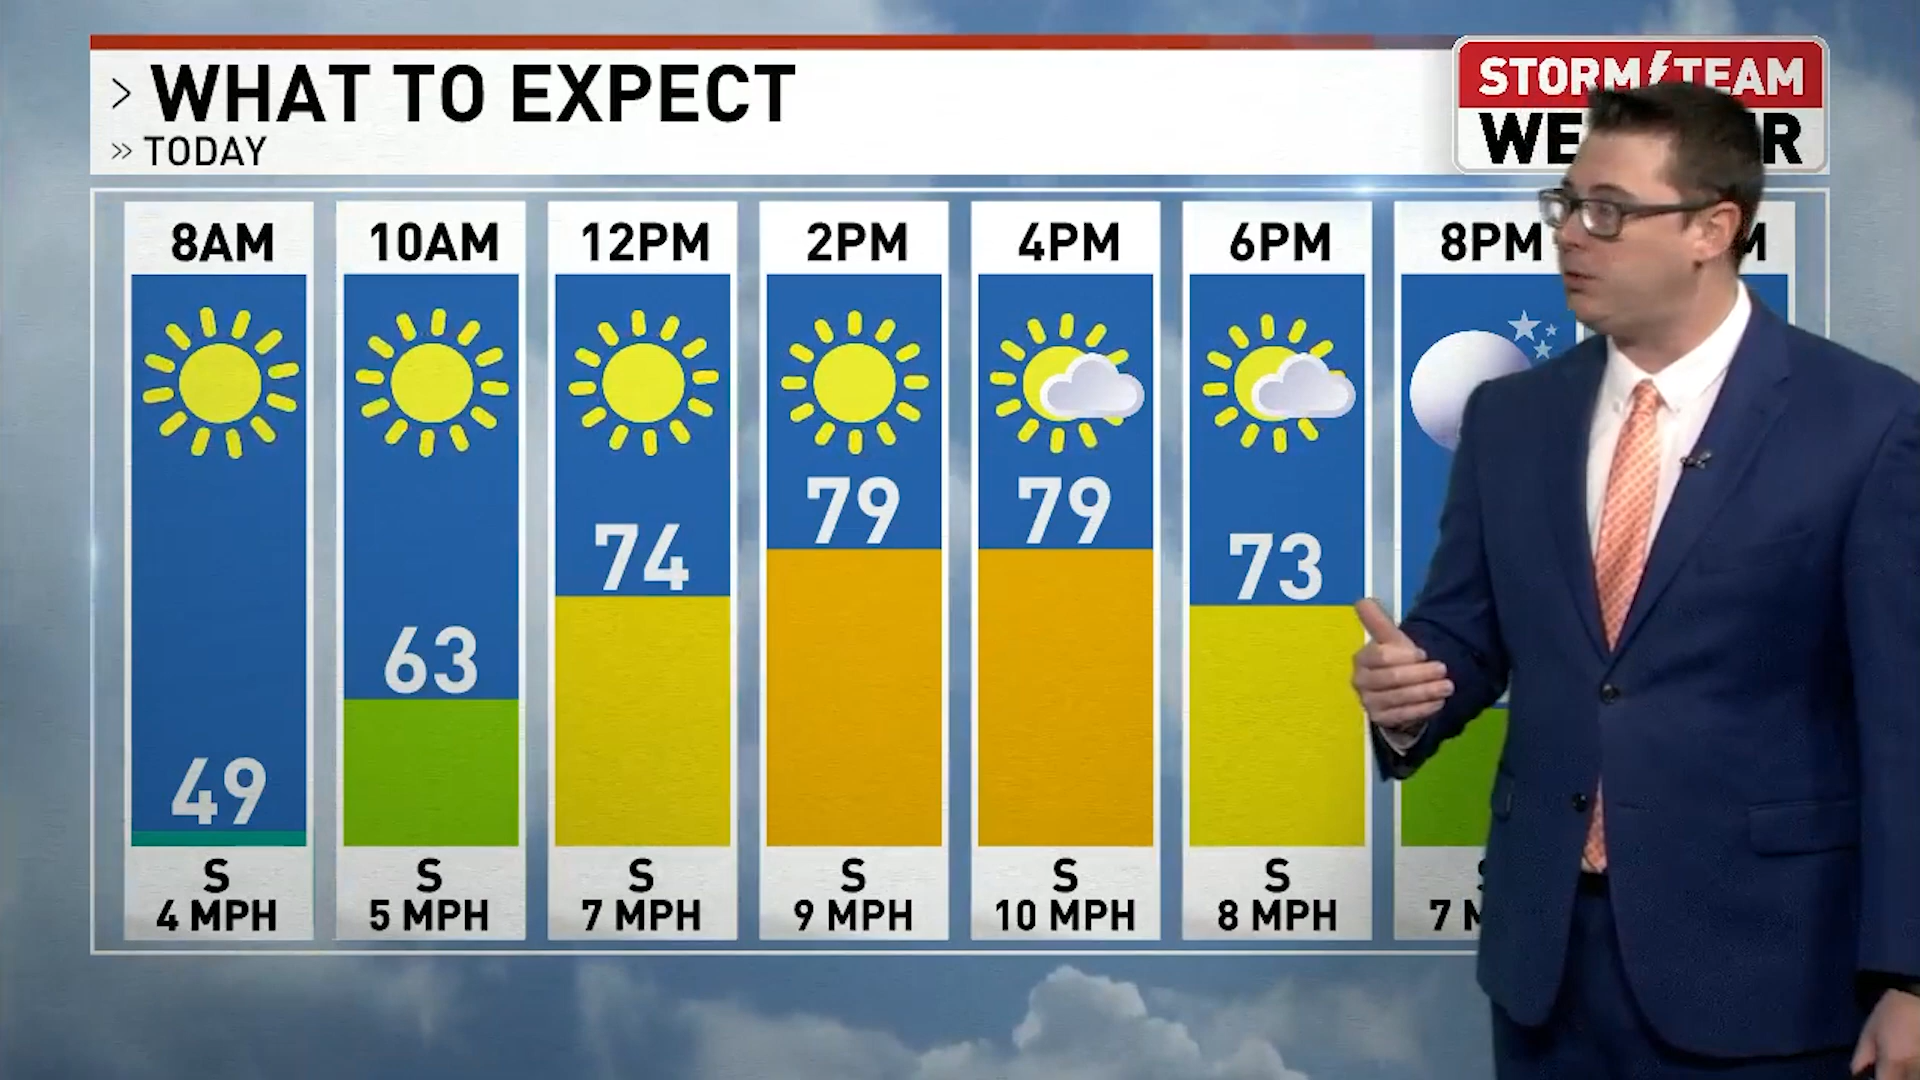 > WHAT TO EXPECT
>> TODAY
STORM TEAM
8AM
10AM
12PM
2PM
4PM
6PM
8PM
49
63
74
79
79
73
S
S
S
S
S
S
4 MPH
5 MPH
7 MPH
9 MPH
10 MPH
8 MPH
7